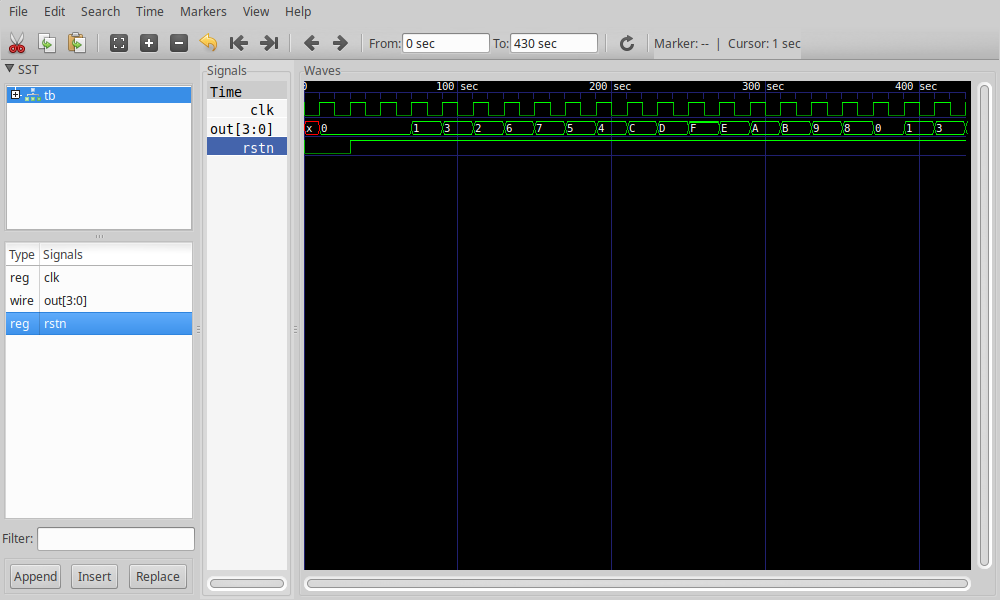 File Edit Search Time Markers View Help
From: 0 sec To: 430 sec Marker: -- | Cursor: 1 sec
SST
tb
Type Signals
reg clk
wire out[3:0]
reg rstn
Filter:
Append Insert Replace
Signals
Time
clk
out[3:0]
rstn
Waves
0 100 sec 200 sec 300 sec 400 sec
x 0 1 3 2 6 7 5 4 C D F E A B 9 8 0 1 3